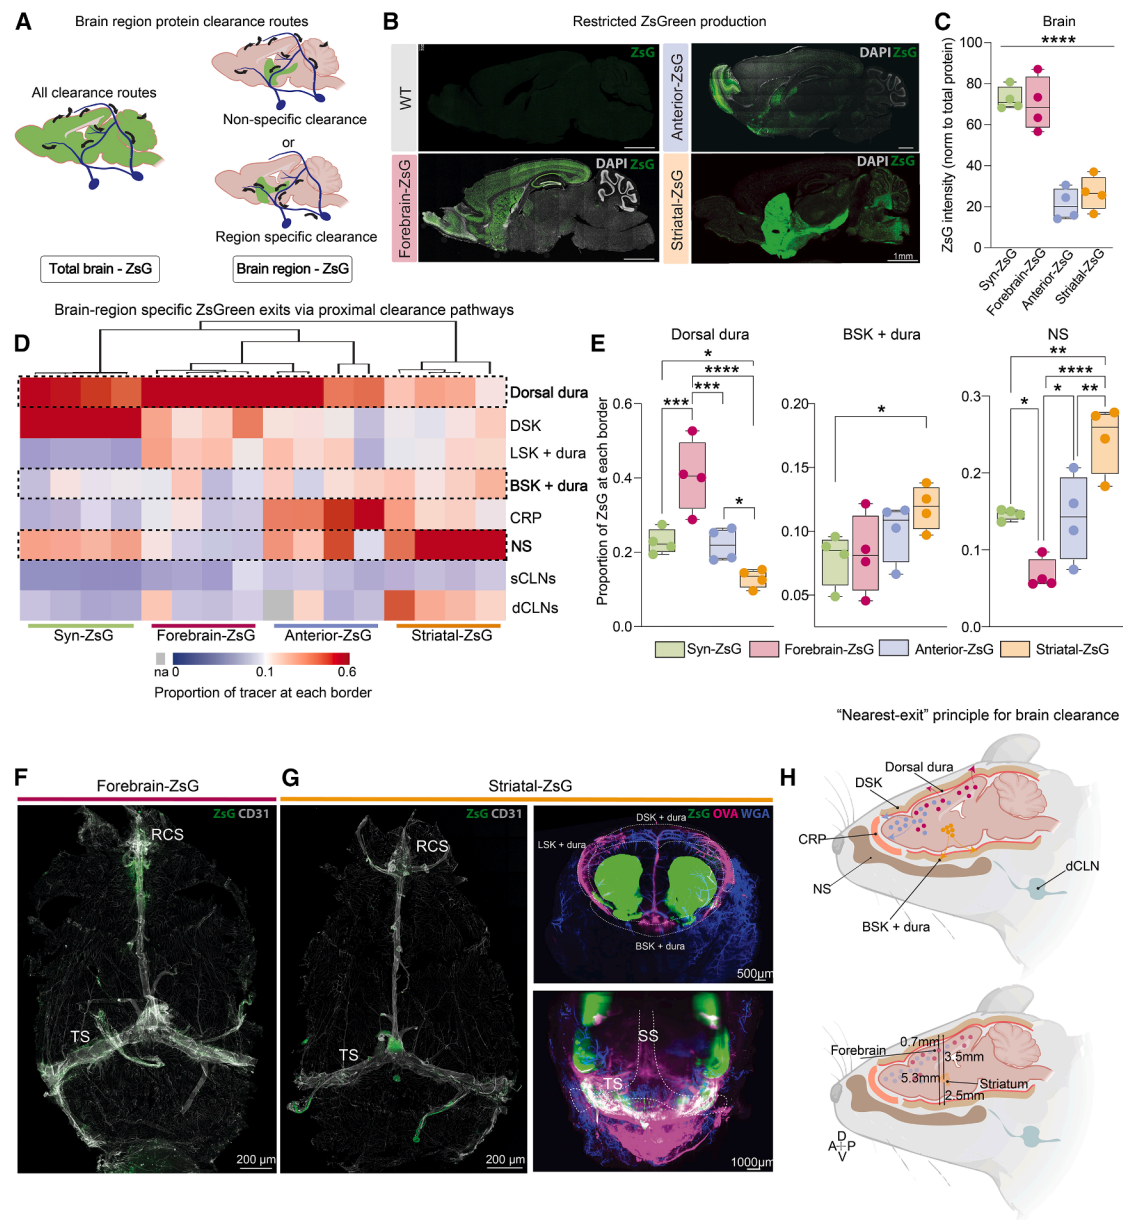 A
Brain region protein clearance routes
All clearance routes
Non-specific clearance
or
Region specific clearance
Total brain - ZsG
Brain region - ZsG
B
Restricted ZsGreen production
WT
ZsG
Anterior-ZsG
DAPI ZsG
Forebrain-ZsG
DAPI ZsG
Striatal-ZsG
DAPI ZsG
1mm
C
Brain
****
ZsG intensity (norm to total protein)
100
80
60
40
20
0
Syn-ZsG
Forebrain-ZsG
Anterior-ZsG
Striatal-ZsG
Brain-region specific ZsGreen exits via proximal clearance pathways
D
Dorsal dura
DSK
LSK + dura
BSK + dura
CRP
NS
sCLNs
dCLNs
Syn-ZsG
Forebrain-ZsG
Anterior-ZsG
Striatal-ZsG
na 0
0.1
0.6
Proportion of tracer at each border
E
Proportion of ZsG at each border
Dorsal dura
*
****
***
***
*
0.6
0.4
0.2
0.0
BSK + dura
*
0.20
0.15
0.10
0.05
NS
**
****
*
*
**
0.3
0.2
0.1
0.0
Syn-ZsG
Forebrain-ZsG
Anterior-ZsG
Striatal-ZsG
F
Forebrain-ZsG
ZsG CD31
RCS
TS
200 μm
G
Striatal-ZsG
ZsG CD31
RCS
TS
200 μm
ZsG OVA WGA
DSK + dura
LSK + dura
BSK + dura
500μm
SS
TS
1000μm
"Nearest-exit" principle for brain clearance
H
Dorsal dura
DSK
CRP
NS
dCLN
BSK + dura
Forebrain
0.7mm
3.5mm
5.3mm
Striatum
2.5mm
D
A P
V